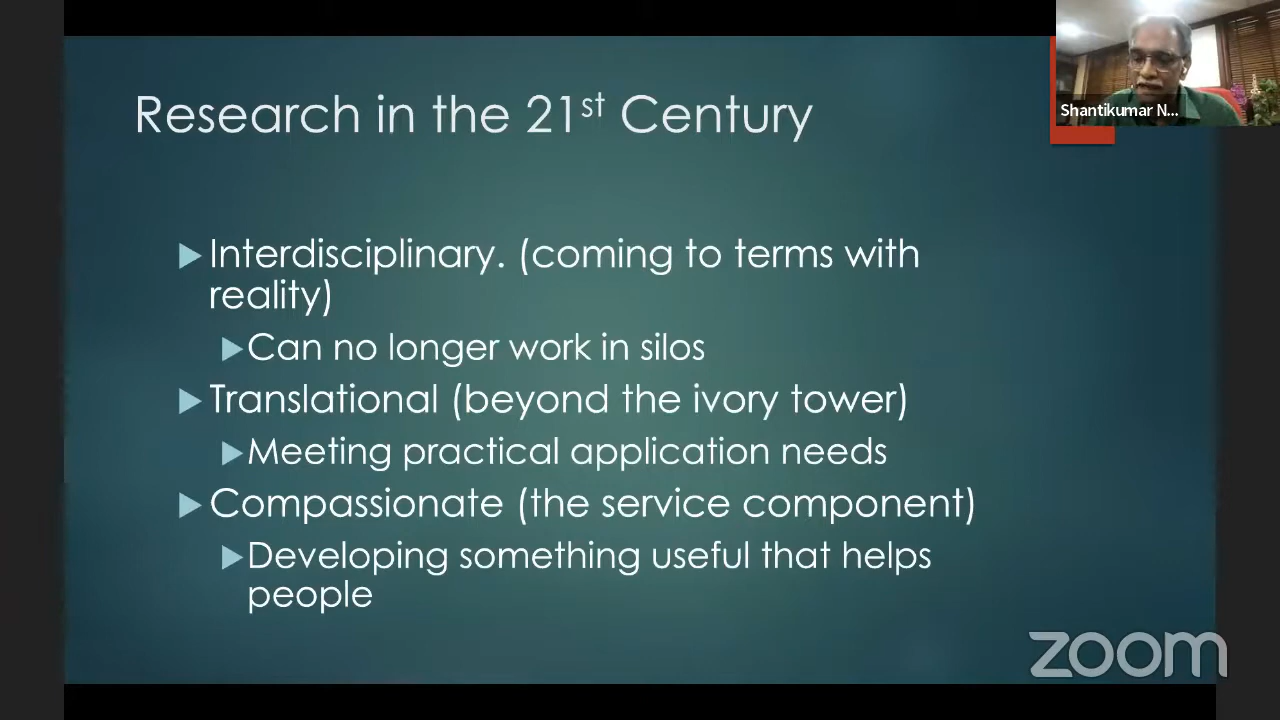 Research in the 21st Century
Shantikumar N...
Interdisciplinary. (coming to terms with
reality)
Can no longer work in silos
Translational (beyond the ivory tower)
Meeting practical application needs
Compassionate (the service component)
Developing something useful that helps
people
zoom